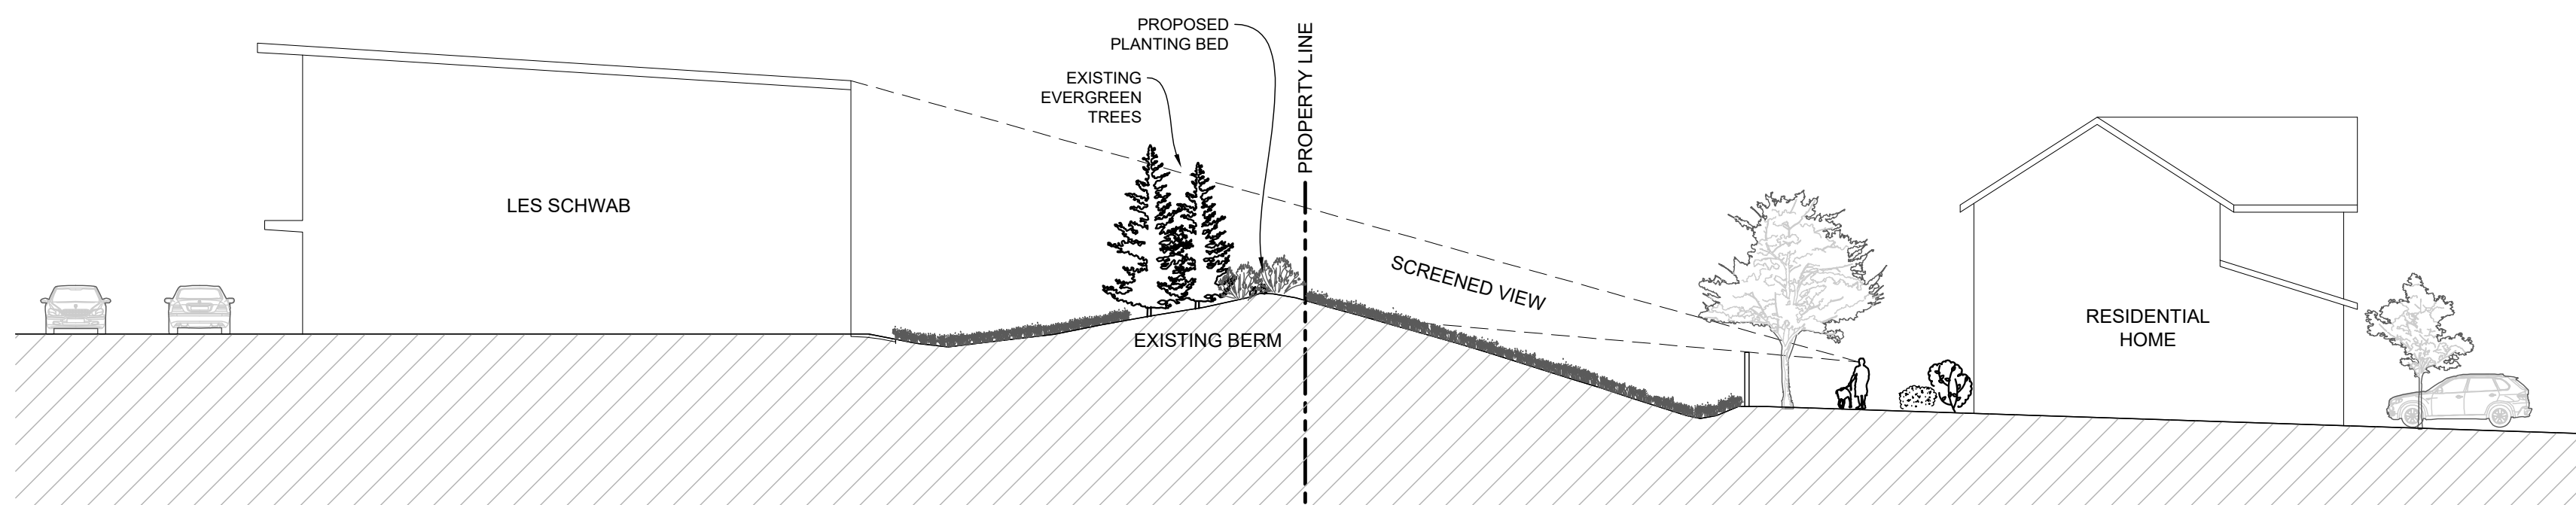 PROPOSED
PLANTING BED
EXISTING
EVERGREEN
TREES
PROPERTY LINE
LES SCHWAB
SCREENED VIEW
EXISTING BERM
RESIDENTIAL
HOME